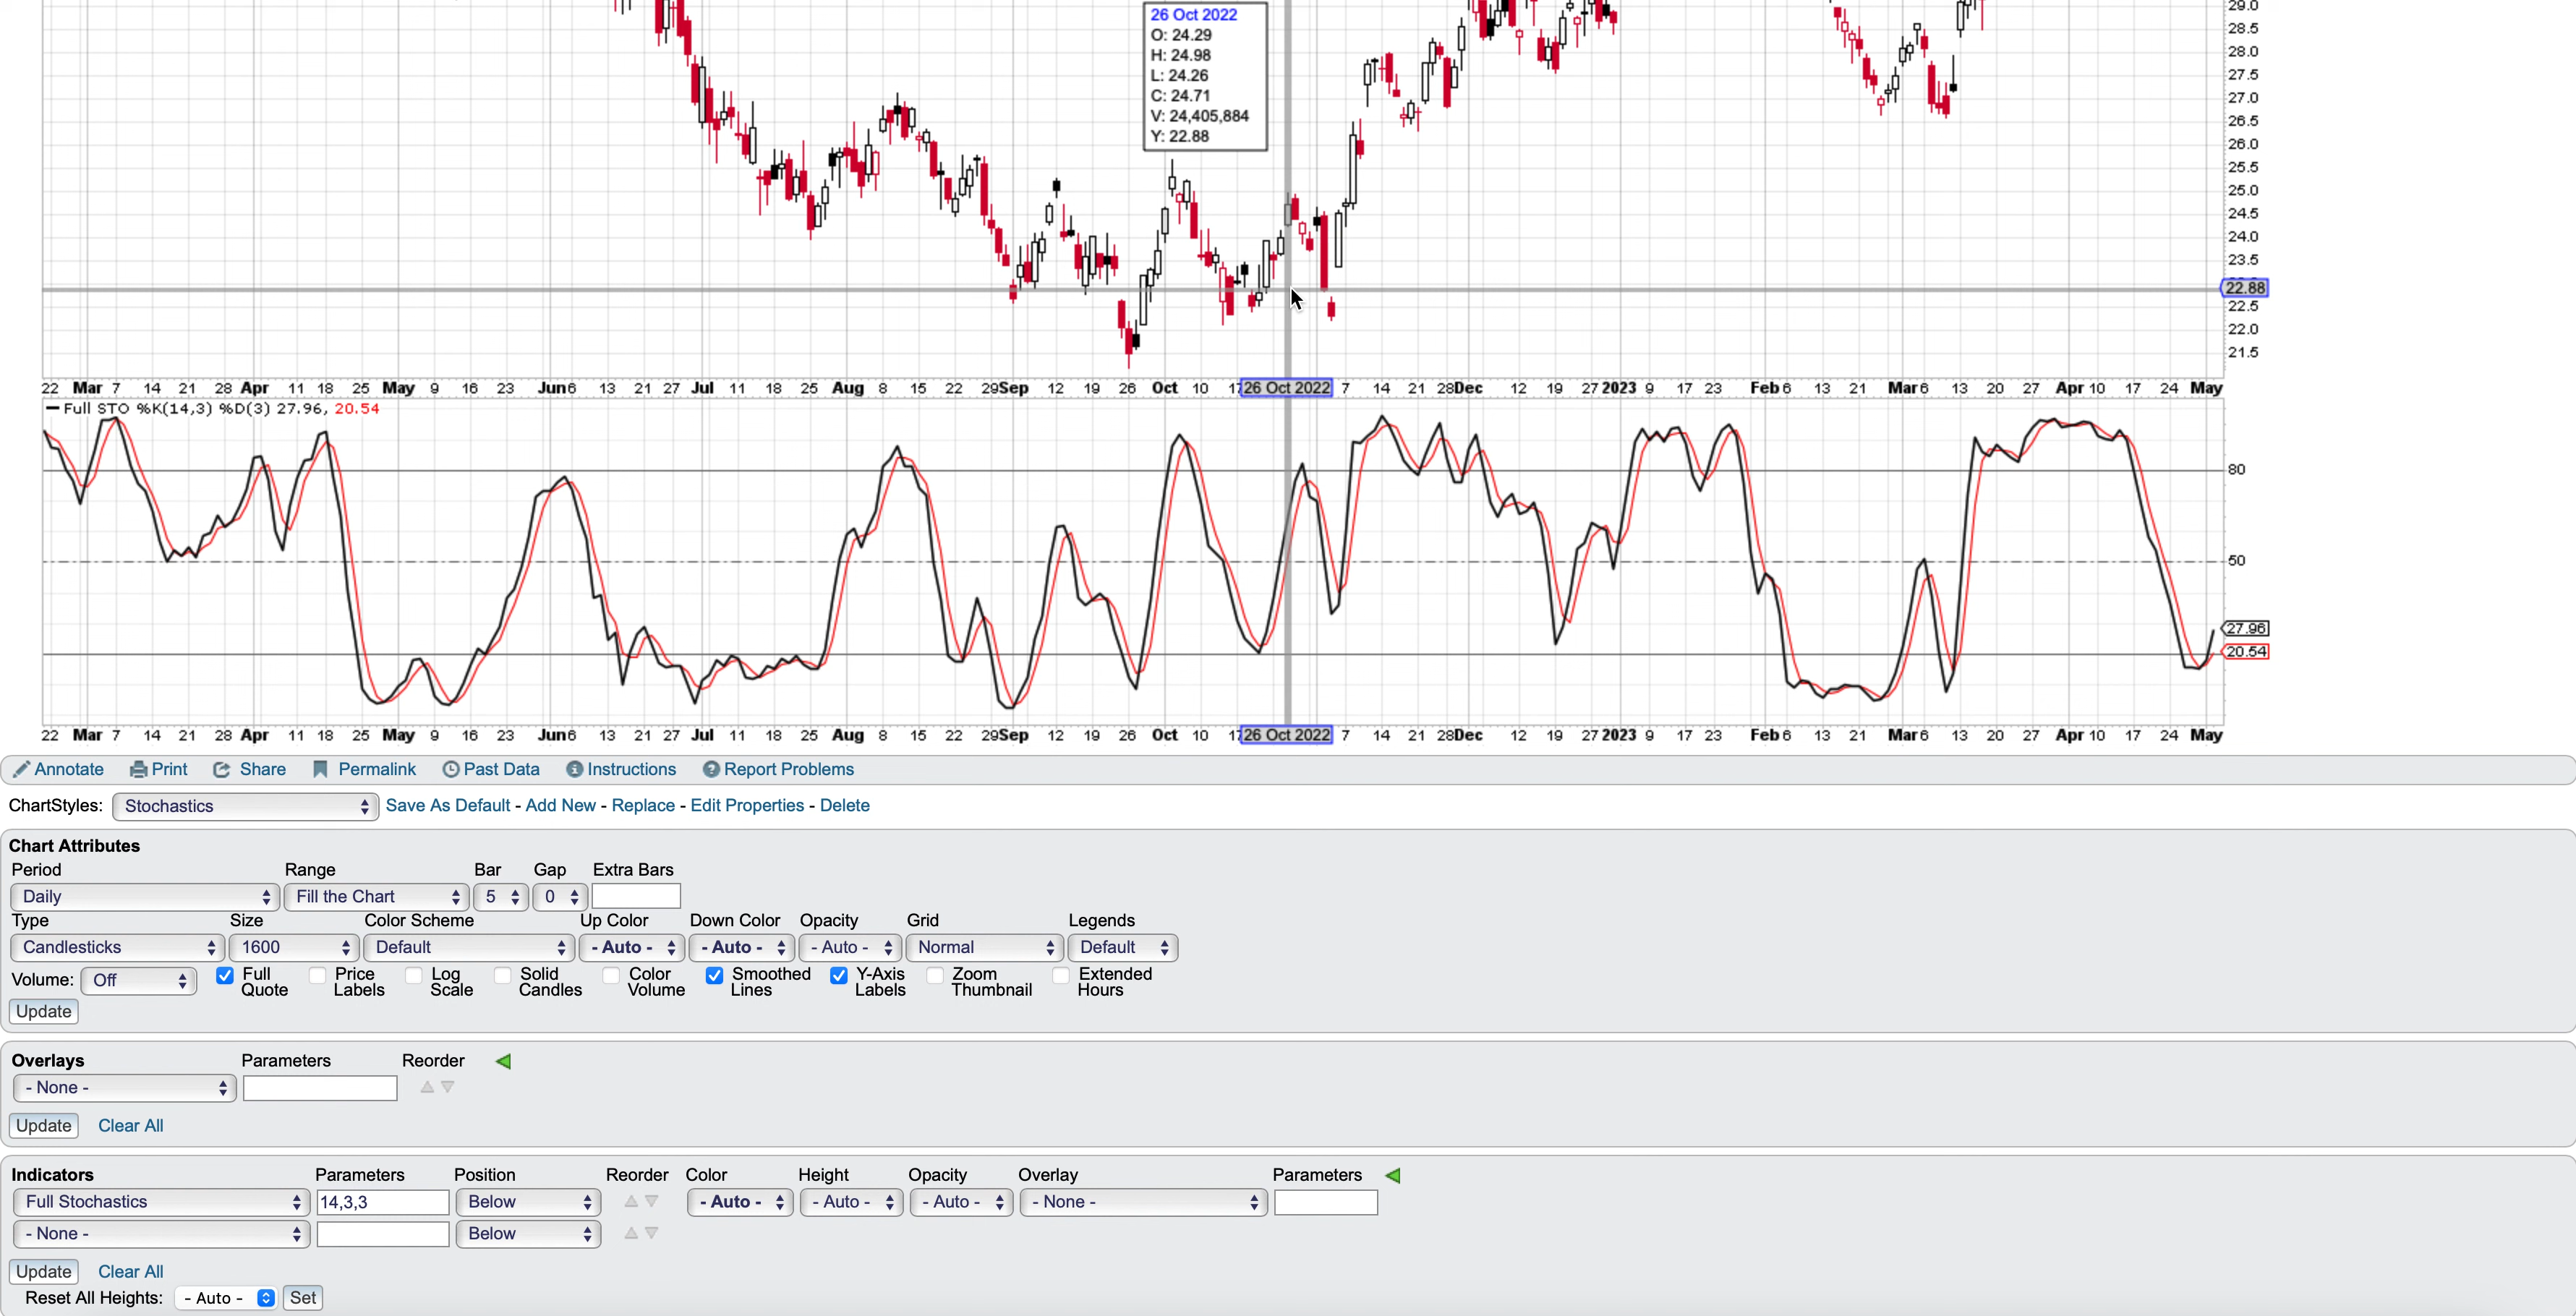 26 Oct 2022
O: 24.29
H: 24.98
L: 24.26
C: 24.71
V: 24,405,884
Y: 22.88
29.0
28.5
28.0
27.5
27.0
26.5
26.0
25.5
25.0
24.5
24.0
23.5
22.88
22.5
22.0
21.5
22 Mar 7 14 21 28 Apr 11 18 25 May 9 16 23 Jun 6 13 21 27 Jul 11 18 25 Aug 8 15 22 29 Sep 12 19 26 Oct 10 17 26 Oct 2022 7 14 21 28 Dec 12 19 27 2023 9 17 23 Feb 6 13 21 Mar 6 13 20 27 Apr 10 17 24 May
Full STO %K(14,3) %D(3) 27.96, 20.54
80
50
27.96
20.54
22 Mar 7 14 21 28 Apr 11 18 25 May 9 16 23 Jun 6 13 21 27 Jul 11 18 25 Aug 8 15 22 29 Sep 12 19 26 Oct 10 17 26 Oct 2022 7 14 21 28 Dec 12 19 27 2023 9 17 23 Feb 6 13 21 Mar 6 13 20 27 Apr 10 17 24 May
Annotate Print Share Permalink Past Data Instructions Report Problems
ChartStyles: Stochastics Save As Default - Add New - Replace - Edit Properties - Delete
Chart Attributes
Period Range Bar Gap Extra Bars
Daily Fill the Chart 5 0
Type Size Color Scheme Up Color Down Color Opacity Grid Legends
Candlesticks 1600 Default - Auto - - Auto - - Auto - Normal Default
Volume: Off Full Quote Price Labels Log Scale Solid Candles Color Volume Smoothed Lines Y-Axis Labels Zoom Thumbnail Extended Hours
Update
Overlays Parameters Reorder
- None -
Update Clear All
Indicators Parameters Position Reorder Color Height Opacity Overlay Parameters
Full Stochastics 14,3,3 Below - Auto - - Auto - - Auto - - None -
- None - Below
Update Clear All
Reset All Heights: - Auto - Set